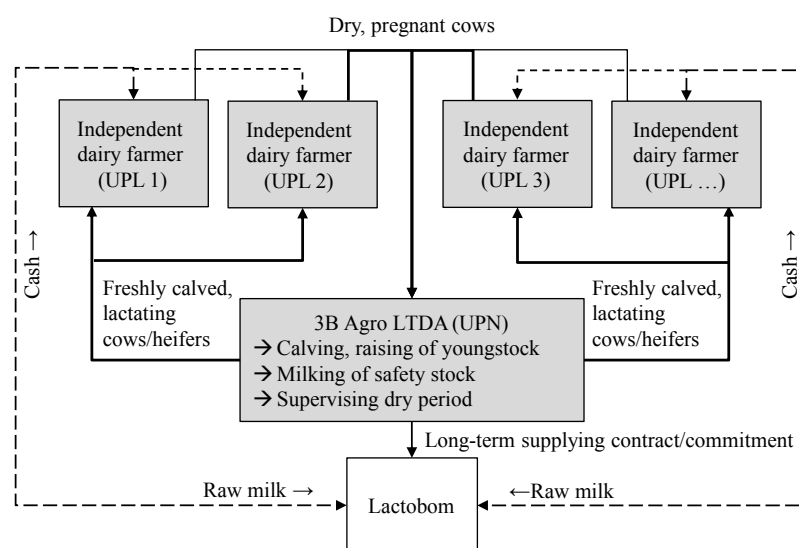 Dry, pregnant cows
Independent
dairy farmer
(UPL 1)
Independent
dairy farmer
(UPL 2)
Independent
dairy farmer
(UPL 3)
Independent
dairy farmer
(UPL …)
Cash →
Freshly calved,
lactating
cows/heifers
Freshly calved,
lactating
cows/heifers
Cash →
3B Agro LTDA (UPN)
→ Calving, raising of youngstock
→ Milking of safety stock
→ Supervising dry period
Long-term supplying contract/commitment
Raw milk →
Lactobom
←Raw milk